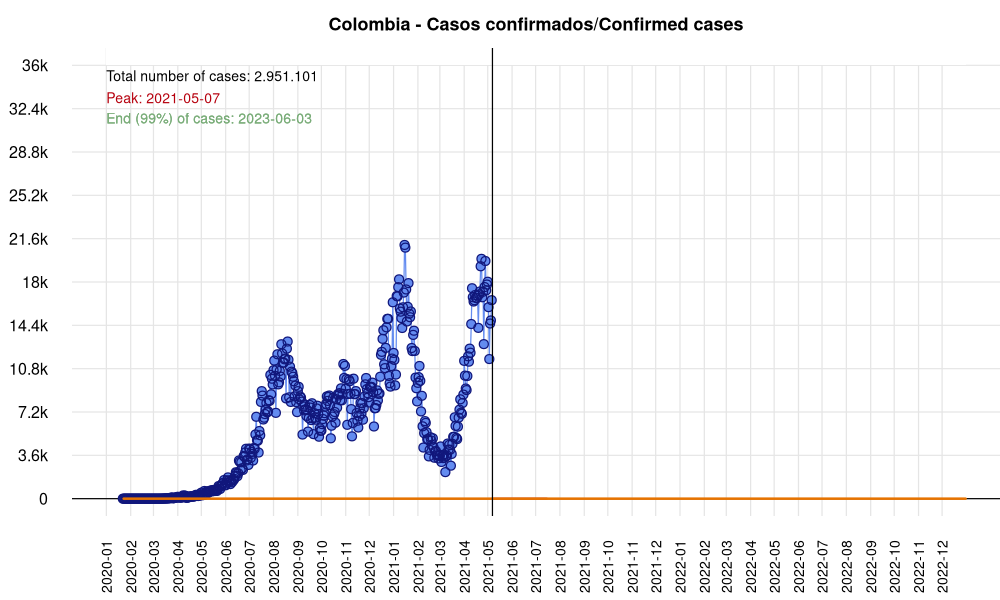 Colombia - Casos confirmados/Confirmed cases
Total number of cases: 2.951.101
Peak: 2021-05-07
End (99%) of cases: 2023-06-03
36k
32.4k
28.8k
25.2k
21.6k
18k
14.4k
10.8k
7.2k
3.6k
0
2020-01
2020-02
2020-03
2020-04
2020-05
2020-06
2020-07
2020-08
2020-09
2020-10
2020-11
2020-12
2021-01
2021-02
2021-03
2021-04
2021-05
2021-06
2021-07
2021-08
2021-09
2021-10
2021-11
2021-12
2022-01
2022-02
2022-03
2022-04
2022-05
2022-06
2022-07
2022-08
2022-09
2022-10
2022-11
2022-12